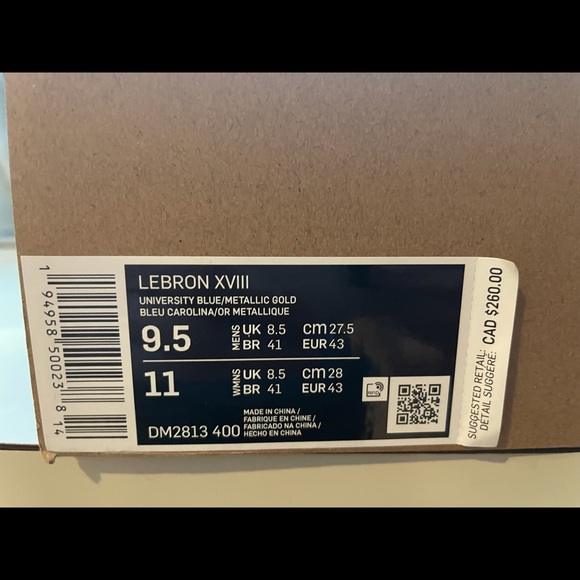 LEBRON XVIII
UNIVERSITY BLUE/METALLIC GOLD
BLEU CAROLINA/OR METALLIQUE
9.5 MENS UK 8.5 CM 27.5
BR 41 EUR 43
11 WMNS UK 8.5 CM 28
BR 41 EUR 43
RFID
DM2813 400
MADE IN CHINA/
FABRIQUE EN CHINE/
FABRICADO NA CHINA/
HECHO EN CHINA
1 94958 50023 8 14
SUGGESTED RETAIL: CAD $260.00
DÉTAIL SUGGÉRÉ: